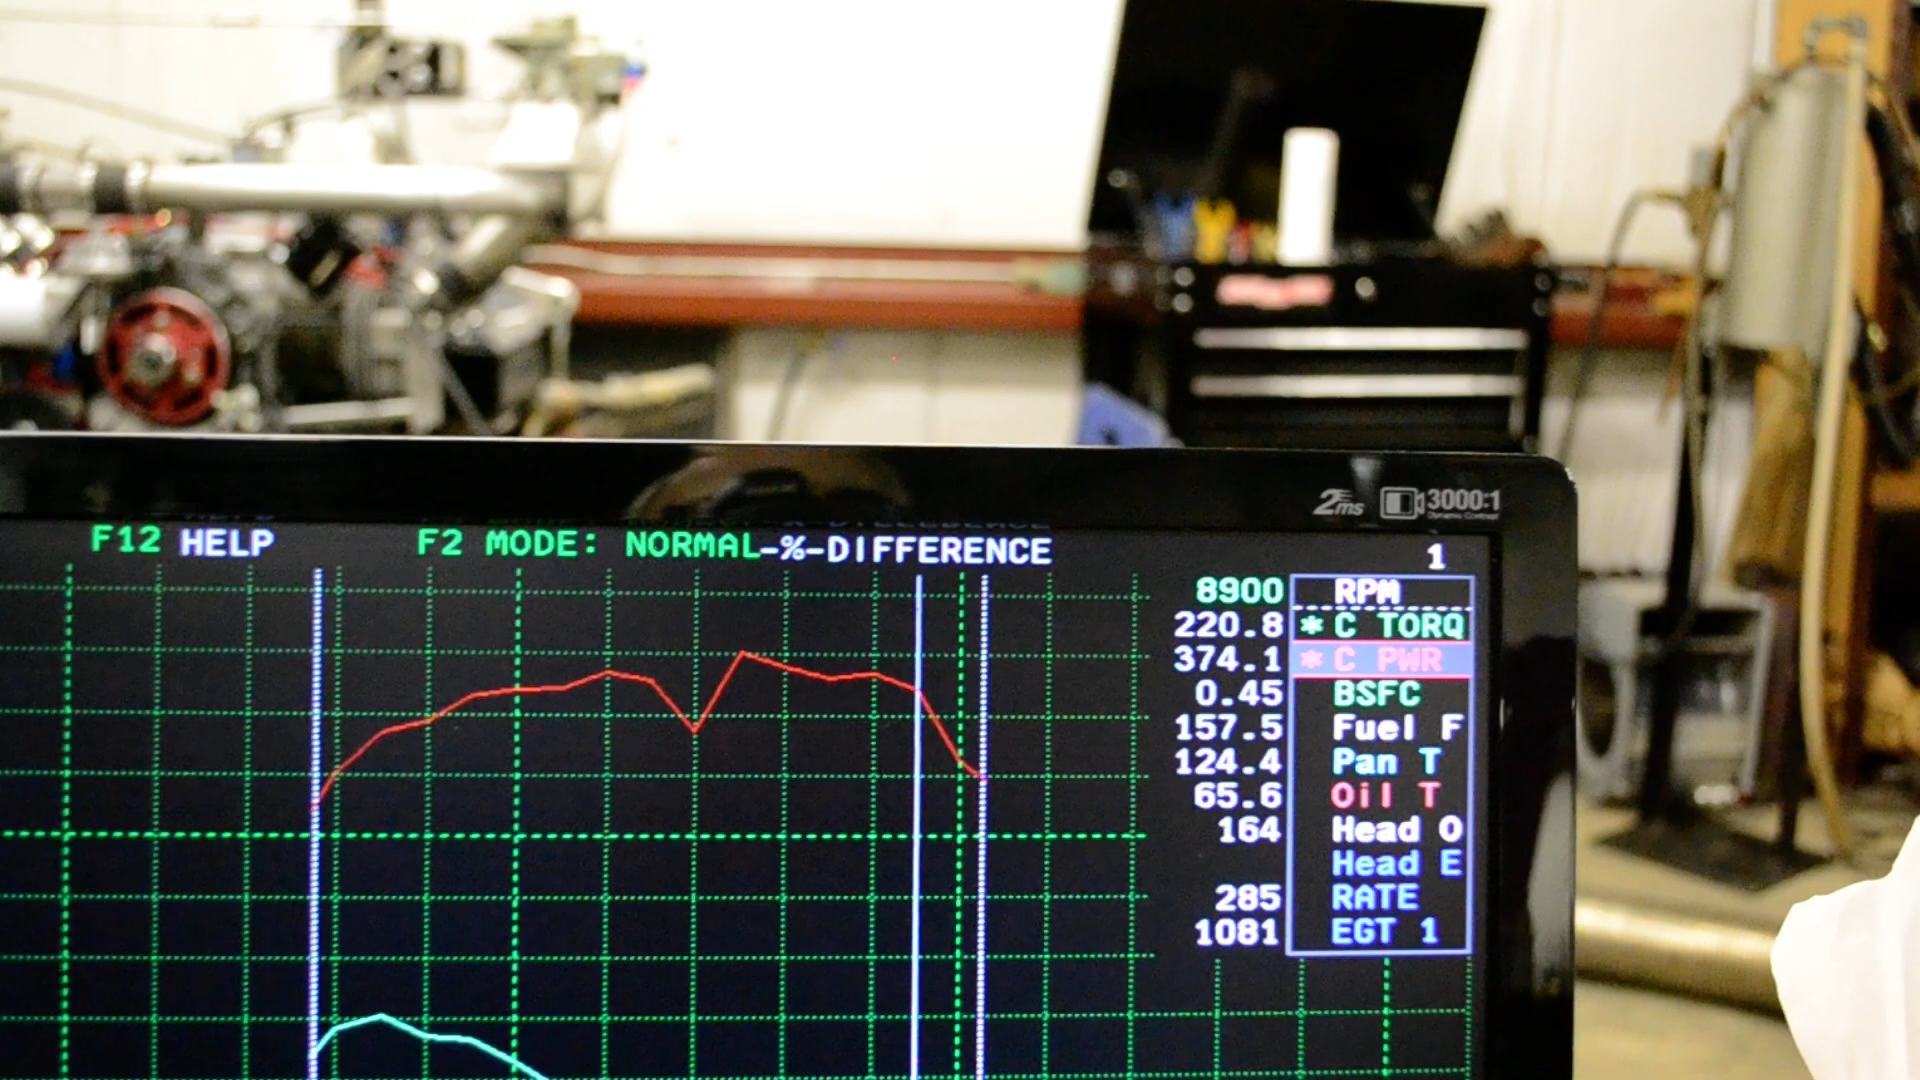 2ms 3000:1
Dynamic Contrast
F12 HELP F2 MODE: NORMAL-%-DIFFERENCE 1
8900 RPM
220.8 * C TORQ
374.1 * C PWR
0.45 BSFC
157.5 Fuel F
124.4 Pan T
65.6 Oil T
164 Head O
Head E
285 RATE
1081 EGT 1